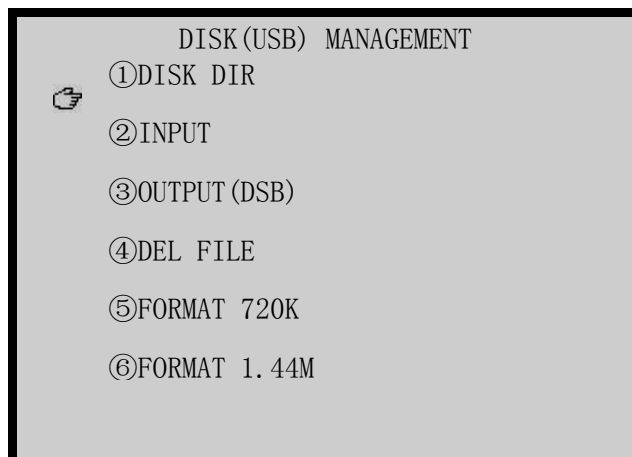 DISK(USB) MANAGEMENT
①DISK DIR
②INPUT
③OUTPUT(DSB)
④DEL FILE
⑤FORMAT 720K
⑥FORMAT 1.44M